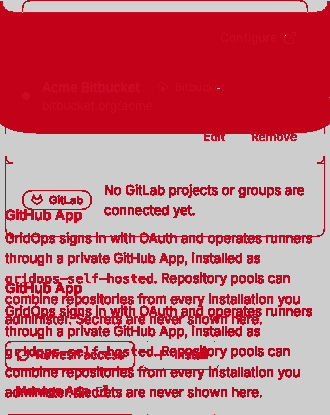 Configure
Acme Bitbucket
bitbucket.org/acme
Edit Remove
GitLab
No GitLab projects or groups are
connected yet.
GitHub App
GridOps signs in with OAuth and operates runners
through a private GitHub App, installed as
gridops-self-hosted. Repository pools can
GitHub App
combine repositories from every installation you
GridOps signs in with OAuth and operates runners
administer. Secrets are never shown here.
through a private GitHub App, installed as
gridops-self-hosted. Repository pools can
combine repositories from every installation you
administer. Secrets are never shown here.